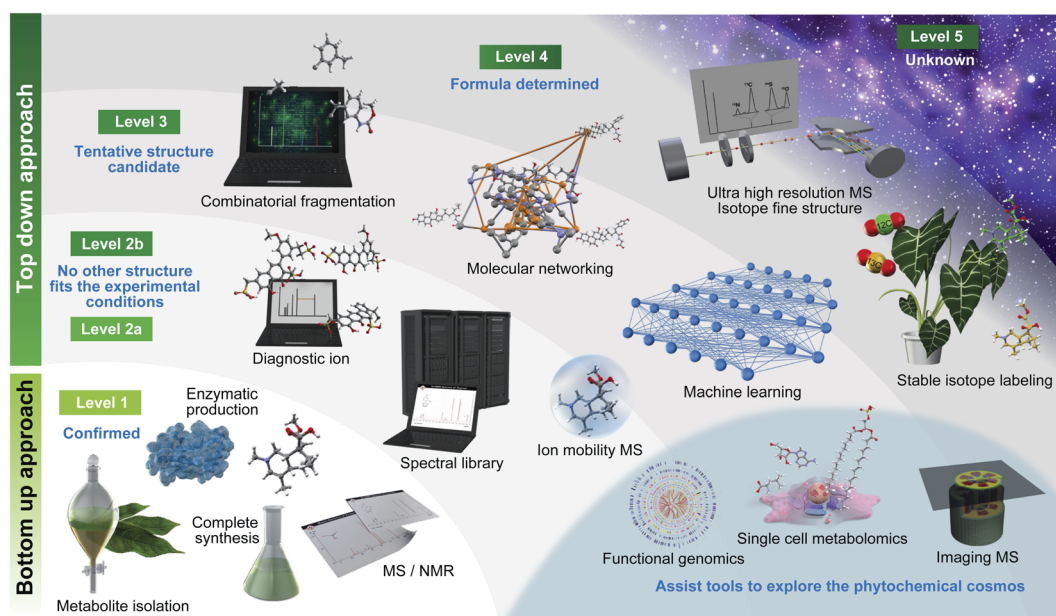 Top down approach
Bottom up approach
Level 5
Unknown
Level 4
Formula determined
Level 3
Tentative structure
candidate
Combinatorial fragmentation
Ultra high resolution MS
Isotope fine structure
Molecular networking
12C
13C
Level 2b
No other structure
fits the experimental
conditions
Level 2a
Diagnostic ion
Machine learning
Stable isotope labeling
Level 1
Confirmed
Enzymatic
production
Spectral library
Ion mobility MS
Complete
synthesis
MS / NMR
Metabolite isolation
Functional genomics
Single cell metabolomics
Imaging MS
Assist tools to explore the phytochemical cosmos